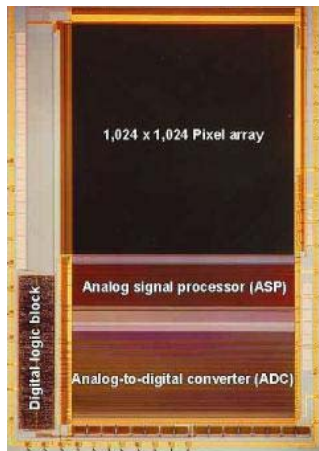 1,024 x 1,024 Pixel array
Analog signal processor (ASP)
Digital-logic block
Analog-to-digital converter (ADC)